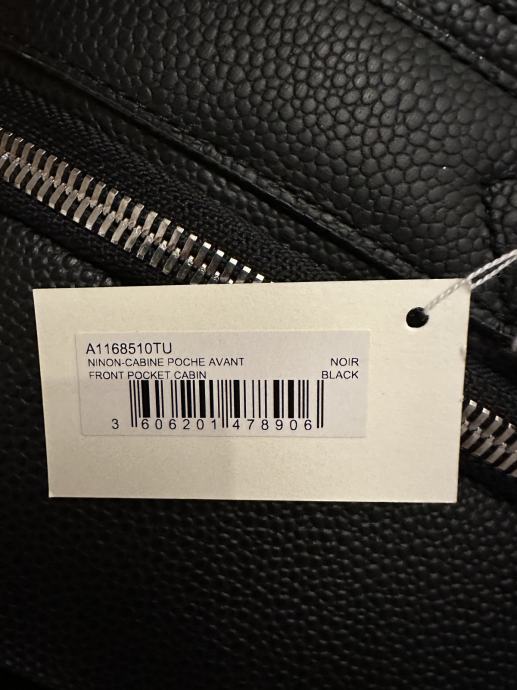 A1168510TU
NINON-CABINE POCHE AVANT NOIR
FRONT POCKET CABIN BLACK
3 606201 478906